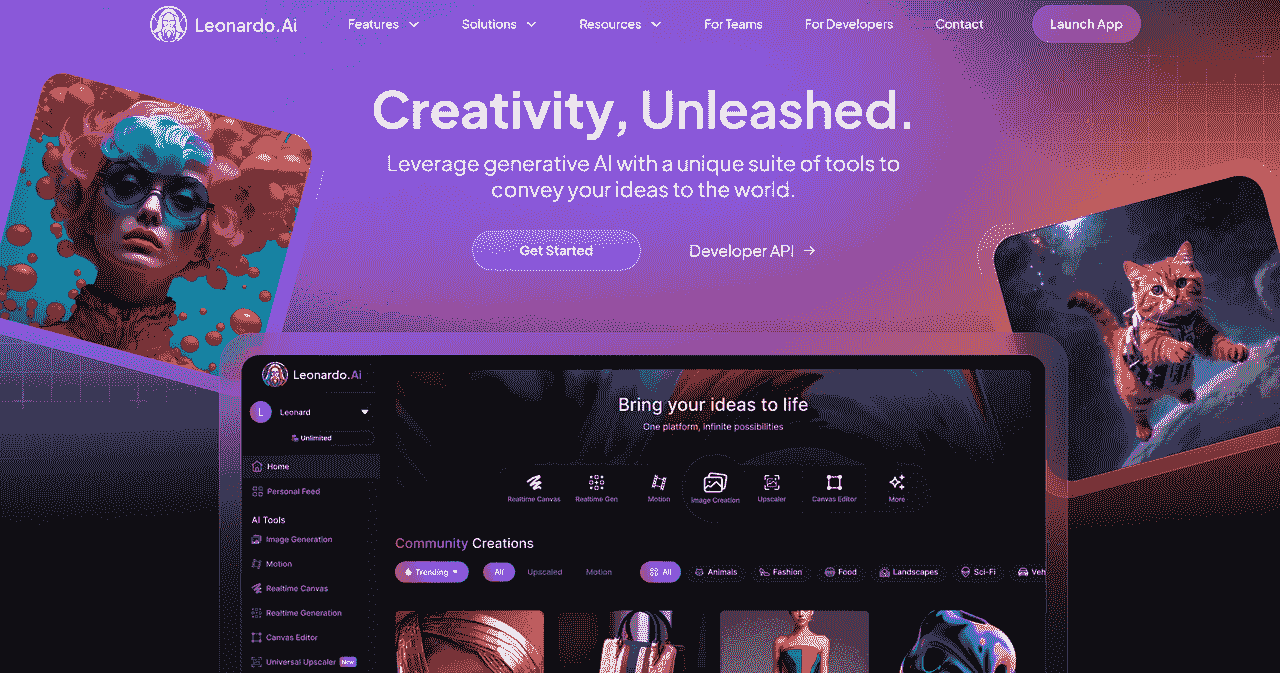 Leonardo.Ai
Features
Solutions
Resources
For Teams
For Developers
Contact
Launch App
Creativity, Unleashed.
Leverage generative AI with a unique suite of tools to
convey your ideas to the world.
Get Started
Developer API →
Leonardo.Ai
L
Leonard
Unlimited
Home
Personal Feed
AI Tools
Image Generation
Motion
Realtime Canvas
Realtime Generation
Canvas Editor
Universal Upscaler New
Bring your ideas to life
One platform, infinite possibilities
Realtime Canvas
Realtime Gen
Motion
Image Creation
Upscaler
Canvas Editor
More
Community Creations
Trending
All
Upscaled
Motion
All
Animals
Fashion
Food
Landscapes
Sci-Fi
Veh